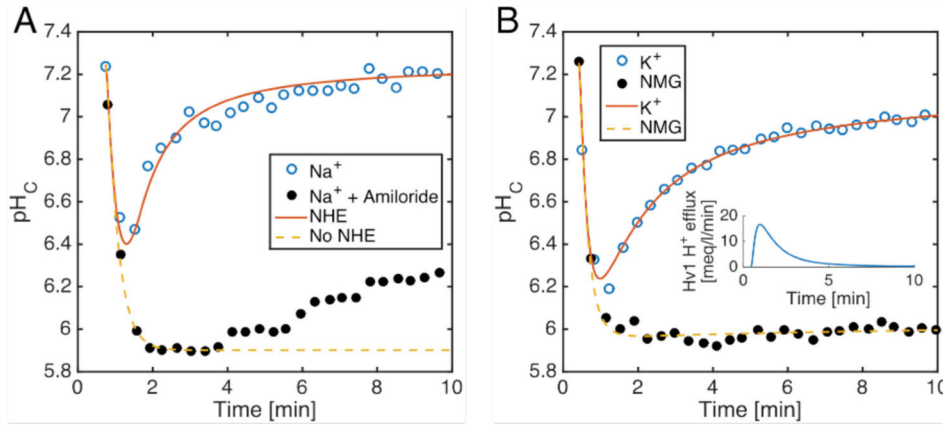 A
7.4
7.2
7
6.8
6.6
6.4
6.2
6
5.8
pHC
0
2
4
6
8
10
Time [min]
Na+
Na+ + Amiloride
NHE
No NHE
B
7.4
7.2
7
6.8
6.6
6.4
6.2
6
5.8
pHC
0
2
4
6
8
10
Time [min]
K+
NMG
K+
NMG
Hv1 H+ efflux
[meq/l/min]
20
10
0
0
5
10
Time [min]